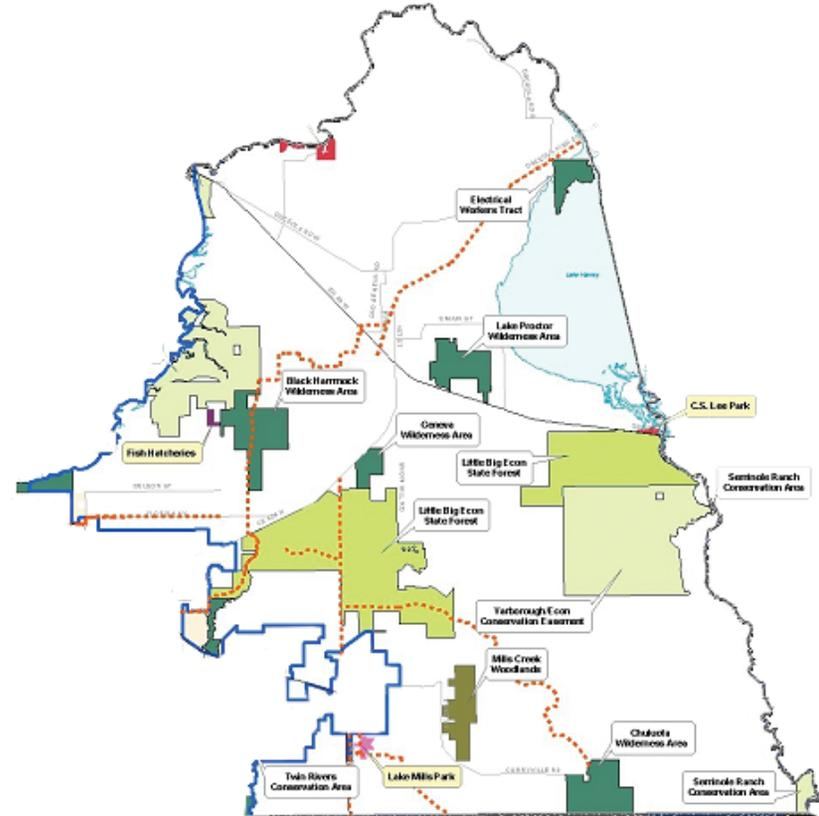 Electrical
Workers Tract
Lake Harney
Lake Proctor
Wilderness Area
Black Hammock
Wilderness Area
C.S. Lee Park
Geneva
Wilderness Area
Fish Hatcheries
Little Big Econ
State Forest
Seminole Ranch
Conservation Area
Little Big Econ
State Forest
Yarborough/Econ
Conservation Easement
Mills Creek
Woodlands
Chuluota
Wilderness Area
Twin Rivers
Conservation Area
Lake Mills Park
Seminole Ranch
Conservation Area